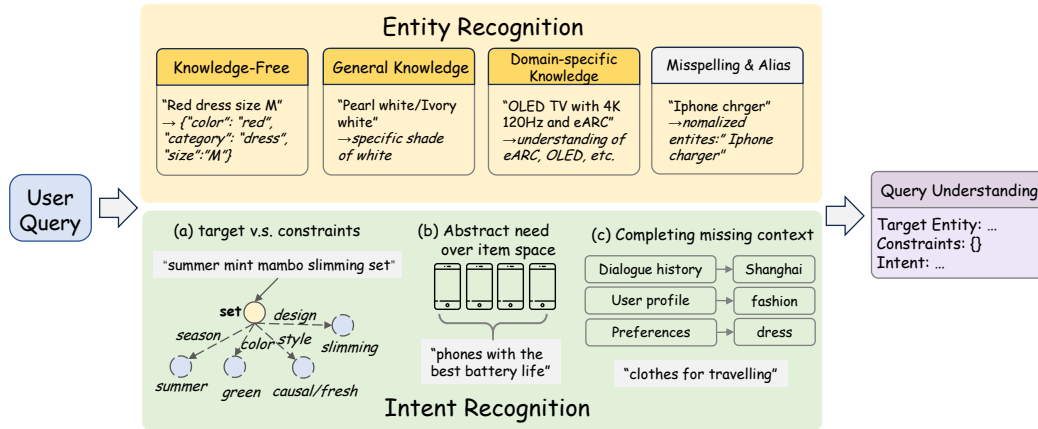 Entity Recognition
Knowledge-Free
"Red dress size M"
→ {"color": "red",
"category": "dress",
"size":"M"}
General Knowledge
"Pearl white/Ivory
white"
→specific shade
of white
Domain-specific
Knowledge
"OLED TV with 4K
120Hz and eARC"
→understanding of
eARC, OLED, etc.
Misspelling & Alias
"Iphone chrger"
→nomalized
entites:" Iphone
charger"
User
Query
Query Understanding
Target Entity: ...
Constraints: {}
Intent: ...
(a) target v.s. constraints
"summer mint mambo slimming set"
set
season
color
style
design
summer
green
causal/fresh
slimming
(b) Abstract need
over item space
"phones with the
best battery life"
(c) Completing missing context
Dialogue history
Shanghai
User profile
fashion
Preferences
dress
"clothes for travelling"
Intent Recognition